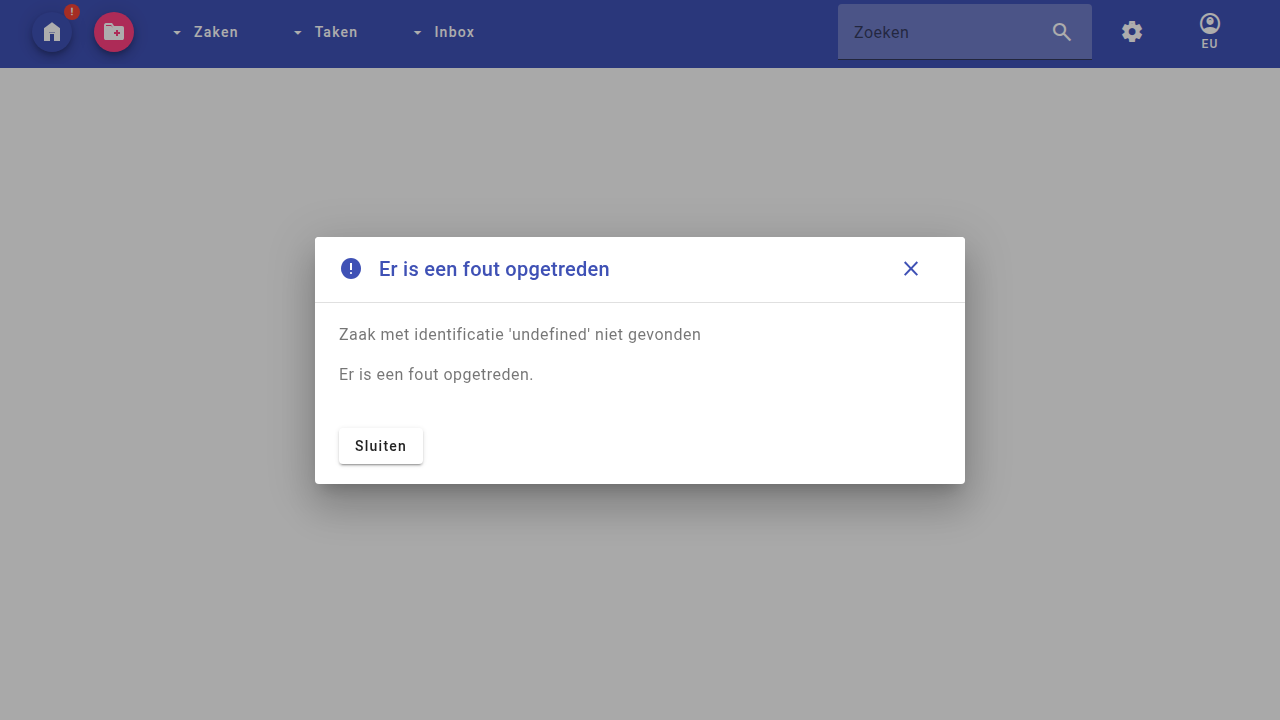 !
Zaken
Taken
Inbox
Zoeken
EU
Er is een fout opgetreden
Zaak met identificatie 'undefined' niet gevonden
Er is een fout opgetreden.
Sluiten